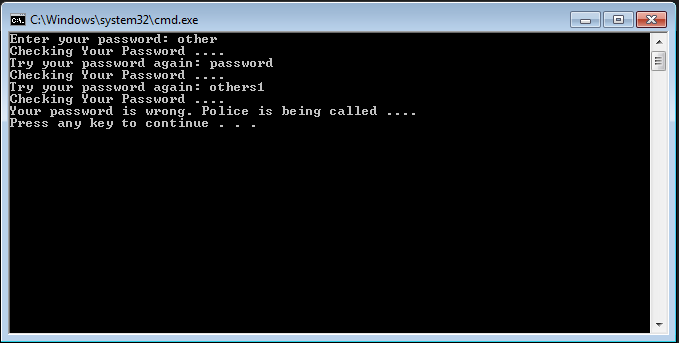 C:\Windows\system32\cmd.exe
Enter your password: other
Checking Your Password ....
Try your password again: password
Checking Your Password ....
Try your password again: others1
Checking Your Password ....
Your password is wrong. Police is being called ....
Press any key to continue . . .